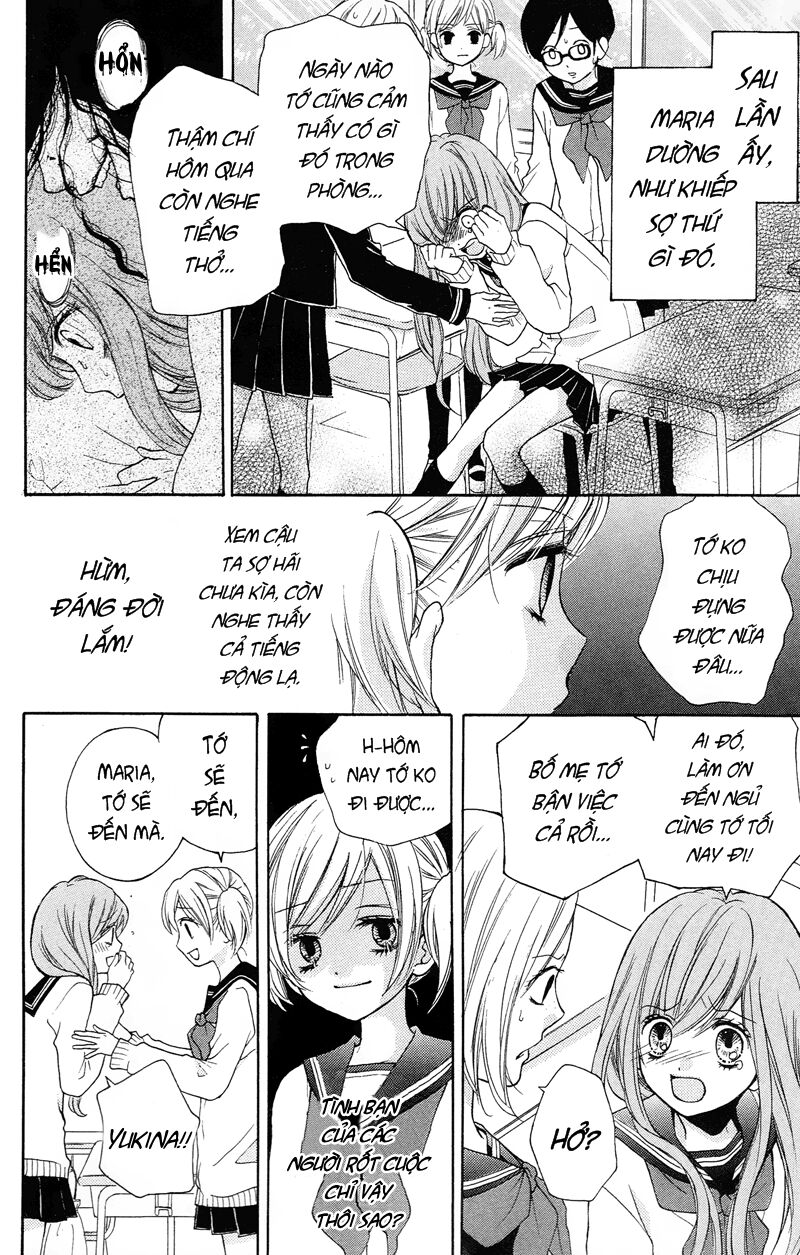 SAU
LẦN
ẤY,
MARIA
DƯỜNG
NHƯ KHIẾP
SỢ THỨ
GÌ ĐÓ.
NGÀY NÀO
TỚ CŨNG CẢM
THẤY CÓ GÌ
ĐÓ TRONG
PHÒNG...
THẬM CHÍ
HÔM QUA
CÒN NGHE
TIẾNG
THỞ...
HỔN
HỂN
TỚ KO
CHỊU
ĐỰNG
ĐƯỢC NỮA
ĐÂU...
XEM CẬU
TA SỢ HÃI
CHƯA KÌA, CÒN
NGHE THẤY
CẢ TIẾNG
ĐỘNG LẠ.
HỪM,
ĐÁNG ĐỜI
LẮM!
AI ĐÓ,
LÀM ƠN
ĐẾN NGỦ
CÙNG TỚ TỐI
NAY ĐI!
BỐ MẸ TỚ
BẬN VIỆC
CẢ RỒI...
HỞ?
H-HÔM
NAY TỚ KO
ĐI ĐƯỢC...
TÌNH BẠN
CỦA CÁC
NGƯỜI RỐT CUỘC
CHỈ VẬY
THÔI SAO?
TỚ
SẼ
ĐẾN,
MARIA,
TỚ SẼ
ĐẾN MÀ.
YUKINA!!